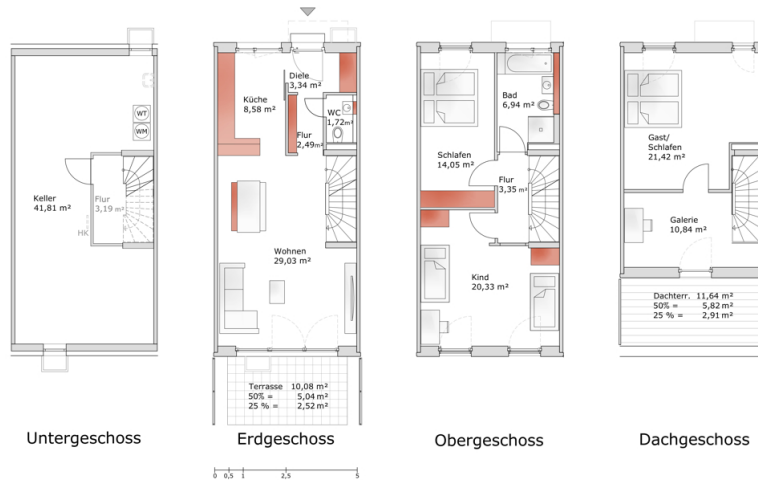 WT
WM
Keller
41,81 m²
Flur
3,19 m²
HK
Untergeschoss
Diele
3,34 m²
Küche
8,58 m²
WC
1,72m²
Flur
2,49m²
Wohnen
29,03 m²
Terrasse 10,08 m²
50% = 5,04 m²
25 % = 2,52 m²
Erdgeschoss
0 0,5 1 2,5 5
Bad
6,94 m²
Schlafen
14,05 m²
Flur
3,35 m²
Kind
20,33 m²
Obergeschoss
Gast/
Schlafen
21,42 m²
Galerie
10,84 m²
Dachterr. 11,64 m²
50% = 5,82 m²
25 % = 2,91 m²
Dachgeschoss